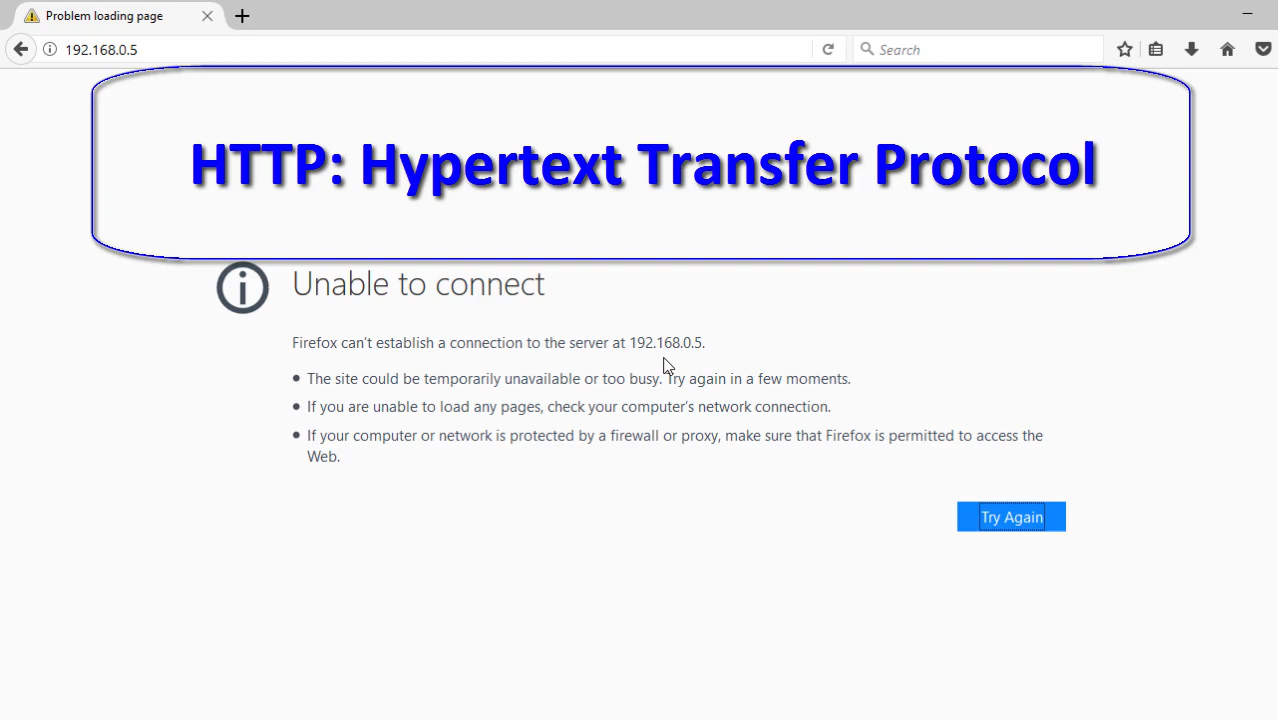 Problem loading page
192.168.0.5
Search
HTTP: Hypertext Transfer Protocol
Unable to connect
Firefox can't establish a connection to the server at 192.168.0.5.
• The site could be temporarily unavailable or too busy. Try again in a few moments.
• If you are unable to load any pages, check your computer's network connection.
• If your computer or network is protected by a firewall or proxy, make sure that Firefox is permitted to access the
Web.
Try Again